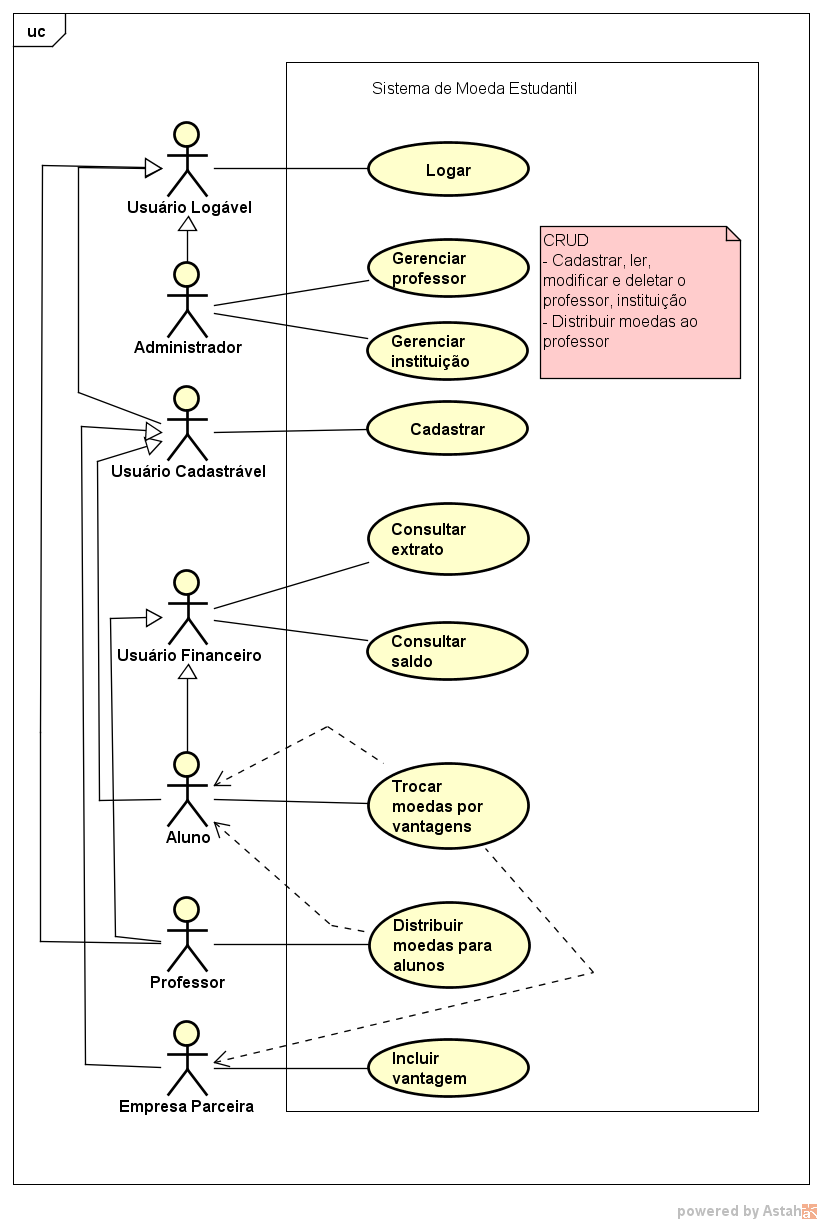 uc
Sistema de Moeda Estudantil
Logar
Usuário Logável
Gerenciar
professor
CRUD
- Cadastrar, ler,
modificar e deletar o
professor, instituição
- Distribuir moedas ao
professor
Administrador
Gerenciar
instituição
Cadastrar
Usuário Cadastrável
Consultar
extrato
Usuário Financeiro
Consultar
saldo
Trocar
moedas por
vantagens
Aluno
Distribuir
moedas para
alunos
Professor
Incluir
vantagem
Empresa Parceira
powered by Astah